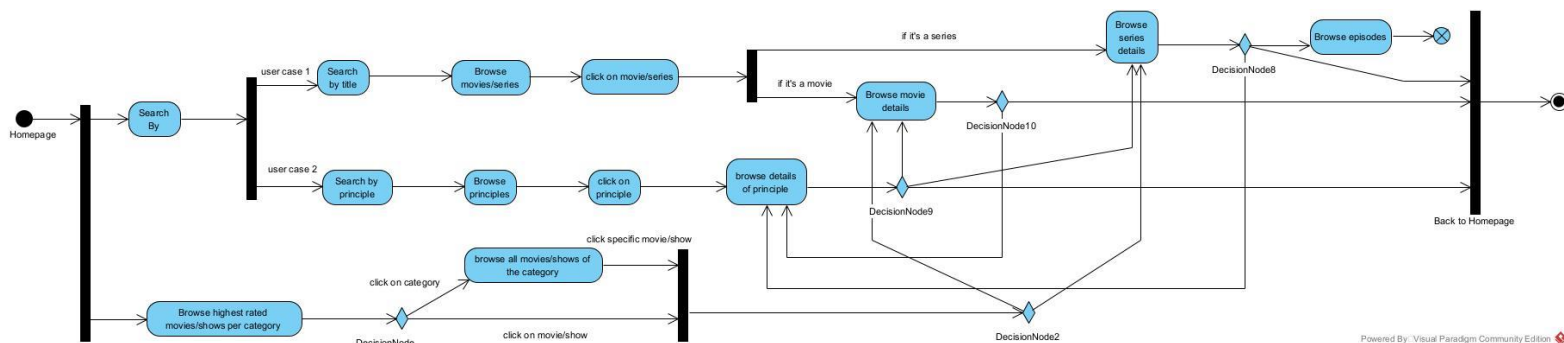 Homepage
Search
By
user case 1
Search
by title
Browse
movies/series
click on movie/series
if it's a series
if it's a movie
Browse
series
details
DecisionNode8
Browse episodes
Browse movie
details
DecisionNode10
user case 2
Search by
principle
Browse
principles
click on
principle
browse details
of principle
DecisionNode9
Back to Homepage
Browse highest rated
movies/shows per category
DecisionNode
click on category
browse all movies/shows of
the category
click specific movie/show
click on movie/show
DecisionNode2
Powered By: Visual Paradigm Community Edition